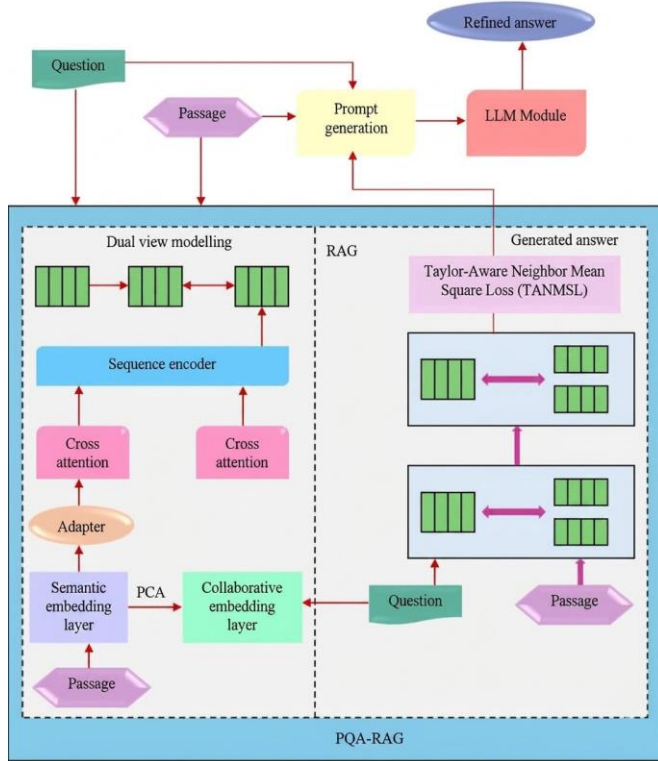 Refined answer
Question
Passage
Prompt
generation
LLM Module
Dual view modelling
RAG
Generated answer
Taylor-Aware Neighbor Mean
Square Loss (TANMSL)
Sequence encoder
Cross
attention
Cross
attention
Adapter
Semantic
embedding
layer
PCA
Collaborative
embedding
layer
Question
Passage
Passage
PQA-RAG